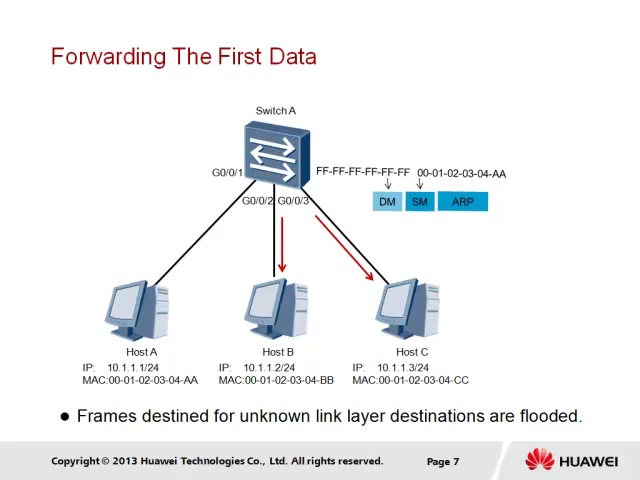 Forwarding The First Data
Switch A
G0/0/1
FF-FF-FF-FF-FF-FF 00-01-02-03-04-AA
G0/0/2 G0/0/3
DM SM ARP
Host A
IP: 10.1.1.1/24
MAC:00-01-02-03-04-AA
Host B
IP: 10.1.1.2/24
MAC:00-01-02-03-04-BB
Host C
IP: 10.1.1.3/24
MAC:00-01-02-03-04-CC
● Frames destined for unknown link layer destinations are flooded.
Copyright © 2013 Huawei Technologies Co., Ltd. All rights reserved.
Page 7
HUAWEI